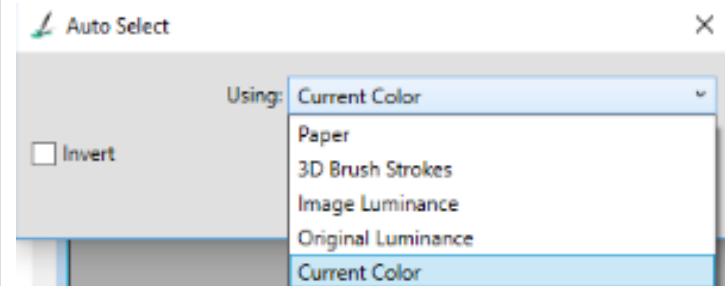 Auto Select
Using: Current Color
Paper
Invert
3D Brush Strokes
Image Luminance
Original Luminance
Current Color